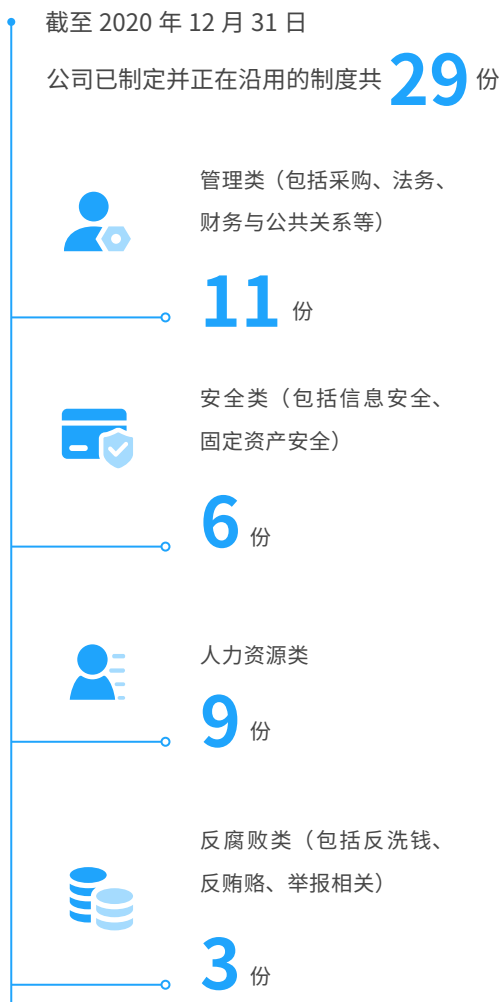 截至 2020 年 12 月 31 日
公司已制定并正在沿用的制度共 29 份
管理类（包括采购、法务、
财务与公共关系等）
11 份
安全类（包括信息安全、
固定资产安全）
6 份
人力资源类
9 份
反腐败类（包括反洗钱、
反贿赂、举报相关）
3 份